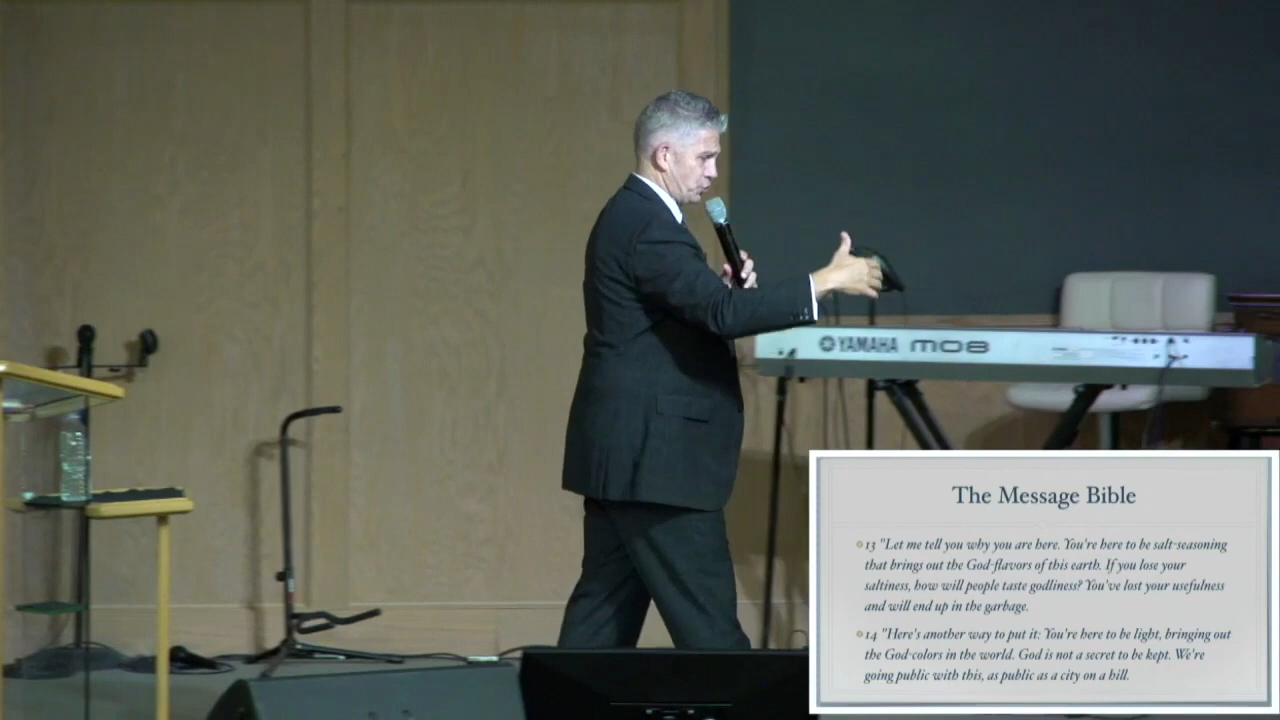 YAMAHA MO8
The Message Bible
13 "Let me tell you why you are here. You're here to be salt-seasoning
that brings out the God-flavors of this earth. If you lose your
saltiness, how will people taste godliness? You've lost your usefulness
and will end up in the garbage.
14 "Here's another way to put it: You're here to be light, bringing out
the God-colors in the world. God is not a secret to be kept. We're
going public with this, as public as a city on a hill.